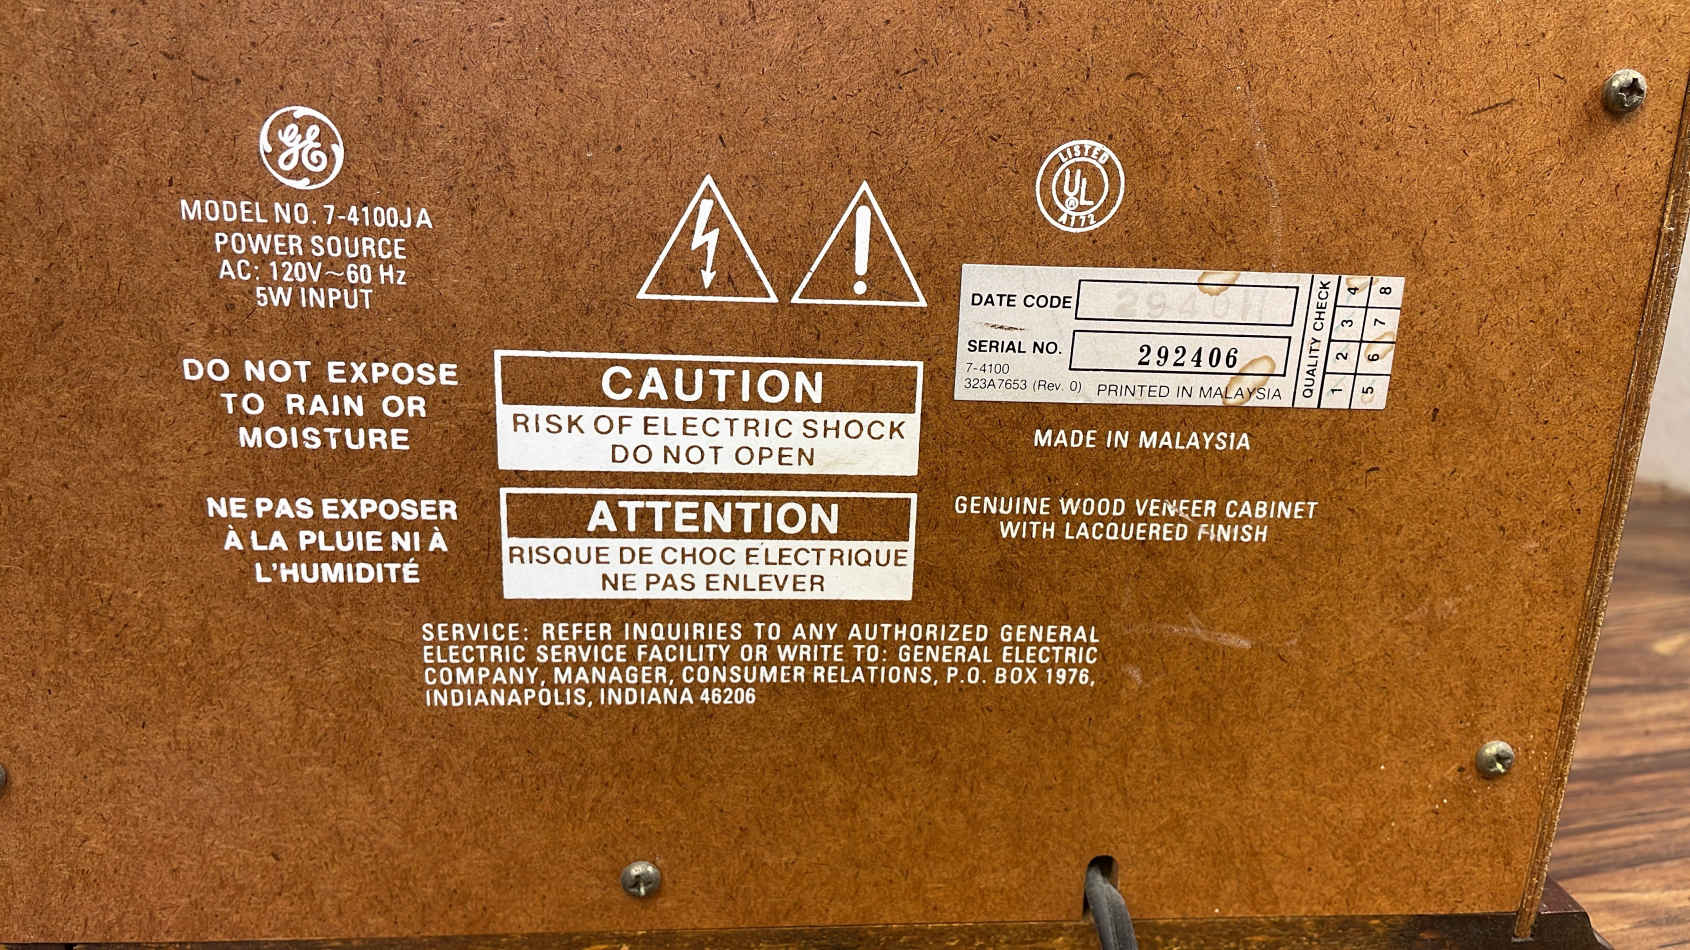 GE
MODEL NO. 7-4100JA
POWER SOURCE
AC: 120V~60 Hz
5W INPUT
DO NOT EXPOSE
TO RAIN OR
MOISTURE
NE PAS EXPOSER
À LA PLUIE NI À
L'HUMIDITÉ
CAUTION
RISK OF ELECTRIC SHOCK
DO NOT OPEN
ATTENTION
RISQUE DE CHOC ÉLECTRIQUE
NE PAS ENLEVER
LISTED
UL
A172
DATE CODE
SERIAL NO. 292406
7-4100
323A7653 (Rev. 0) PRINTED IN MALAYSIA
QUALITY CHECK
1 2 3 4
5 6 7 8
MADE IN MALAYSIA
GENUINE WOOD VENEER CABINET
WITH LACQUERED FINISH
SERVICE: REFER INQUIRIES TO ANY AUTHORIZED GENERAL
ELECTRIC SERVICE FACILITY OR WRITE TO: GENERAL ELECTRIC
COMPANY, MANAGER, CONSUMER RELATIONS, P.O. BOX 1976,
INDIANAPOLIS, INDIANA 46206